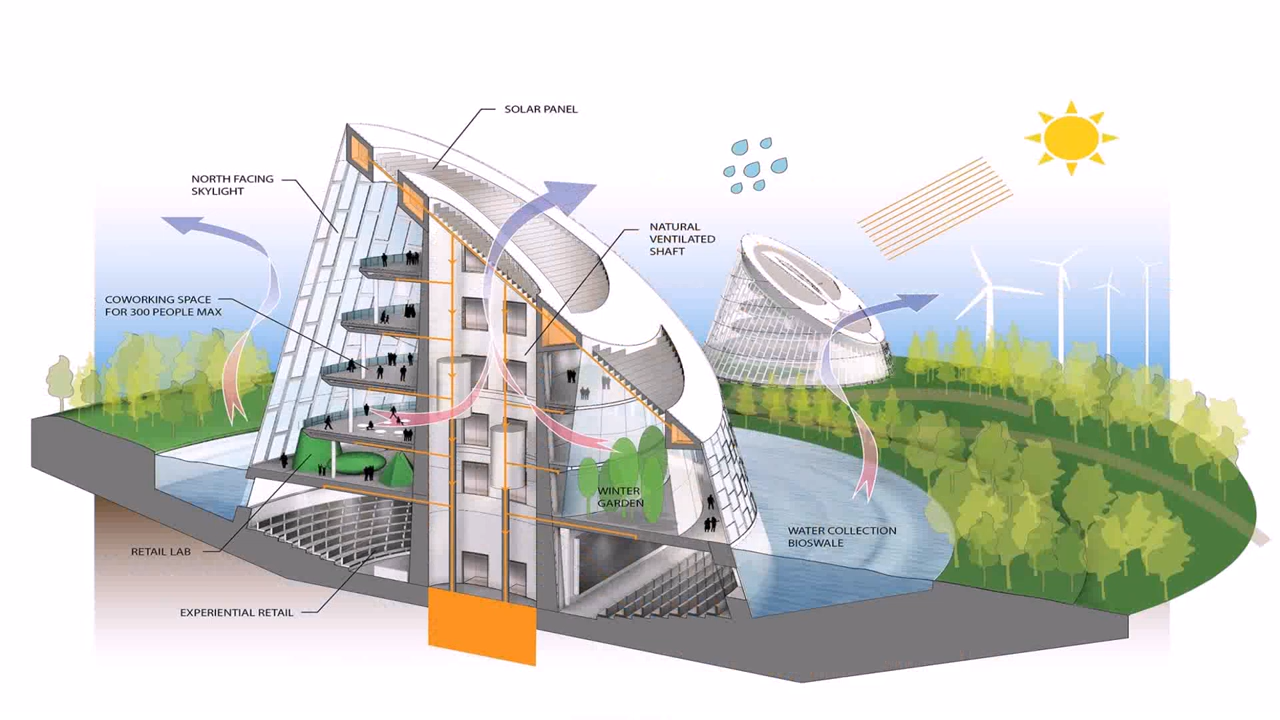 SOLAR PANEL
NORTH FACING
SKYLIGHT
NATURAL
VENTILATED
SHAFT
COWORKING SPACE
FOR 300 PEOPLE MAX
WINTER
GARDEN
WATER COLLECTION
BIOSWALE
RETAIL LAB
EXPERIENTIAL RETAIL